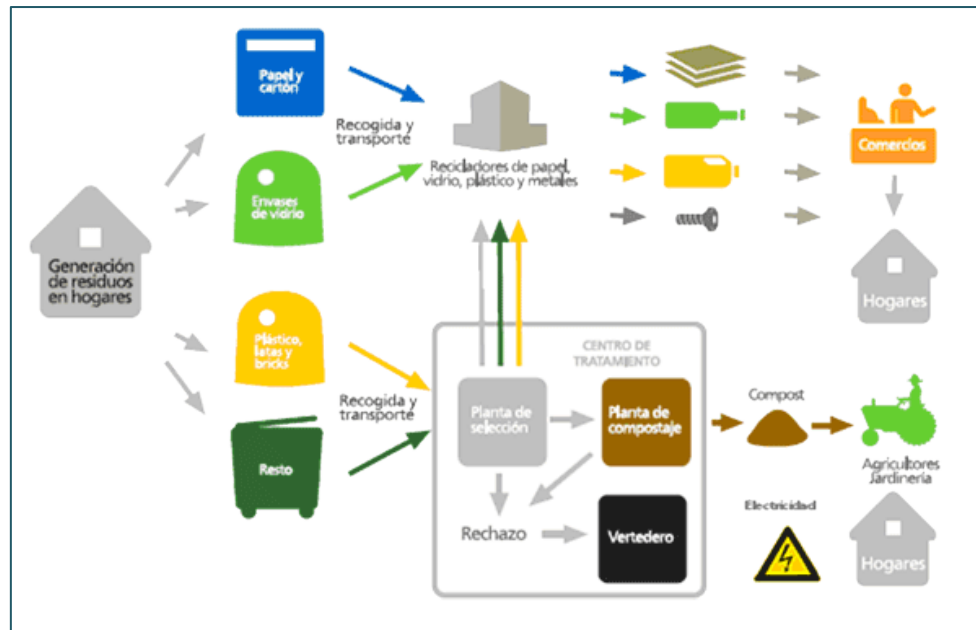 Papel y
cartón
Recogida y
transporte
Recicladores de papel,
vidrio, plástico y metales
Comercios
Envases
de vidrio
Generación
de residuos
en hogares
Hogares
Plástico,
latas y
bricks
CENTRO DE
TRATAMIENTO
Recogida y
transporte
Planta de
selección
Planta de
compostaje
Compost
Resto
Agricultores
Jardinería
Electricidad
Rechazo
Vertedero
Hogares